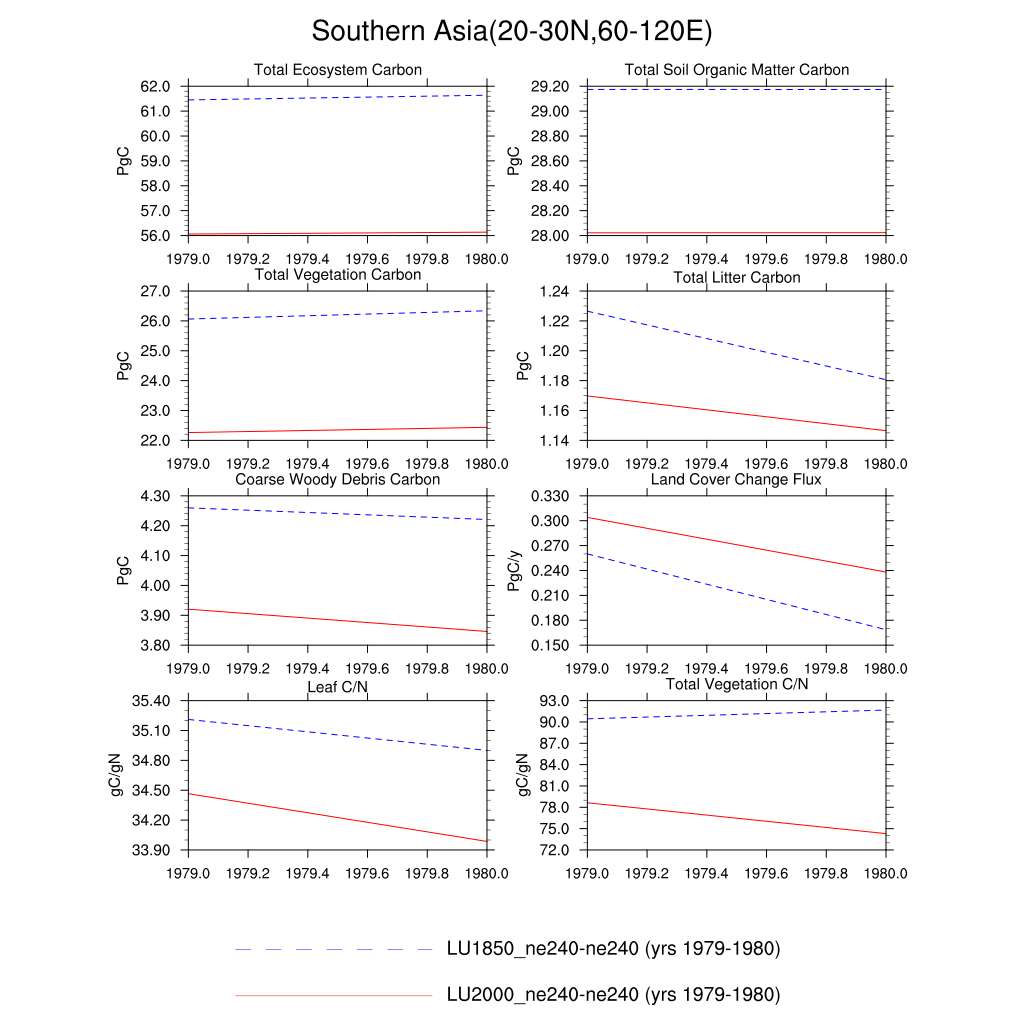 Southern Asia(20-30N,60-120E)
Total Ecosystem Carbon
PgC
62.0
61.0
60.0
59.0
58.0
57.0
56.0
1979.0 1979.2 1979.4 1979.6 1979.8 1980.0
Total Soil Organic Matter Carbon
PgC
29.20
29.00
28.80
28.60
28.40
28.20
28.00
1979.0 1979.2 1979.4 1979.6 1979.8 1980.0
Total Vegetation Carbon
PgC
27.0
26.0
25.0
24.0
23.0
22.0
1979.0 1979.2 1979.4 1979.6 1979.8 1980.0
Total Litter Carbon
PgC
1.24
1.22
1.20
1.18
1.16
1.14
1979.0 1979.2 1979.4 1979.6 1979.8 1980.0
Coarse Woody Debris Carbon
PgC
4.30
4.20
4.10
4.00
3.90
3.80
1979.0 1979.2 1979.4 1979.6 1979.8 1980.0
Land Cover Change Flux
PgC/y
0.330
0.300
0.270
0.240
0.210
0.180
0.150
1979.0 1979.2 1979.4 1979.6 1979.8 1980.0
Leaf C/N
gC/gN
35.40
35.10
34.80
34.50
34.20
33.90
1979.0 1979.2 1979.4 1979.6 1979.8 1980.0
Total Vegetation C/N
gC/gN
93.0
90.0
87.0
84.0
81.0
78.0
75.0
72.0
1979.0 1979.2 1979.4 1979.6 1979.8 1980.0
LU1850_ne240-ne240 (yrs 1979-1980)
LU2000_ne240-ne240 (yrs 1979-1980)